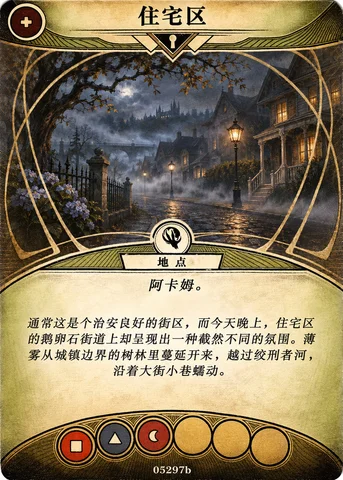 住宅区
地点
阿卡姆。
通常这是个治安良好的街区，而今天晚上，住宅区
的鹅卵石街道上却呈现出一种截然不同的氛围。薄
雾从城镇边界的树林里蔓延开来，越过绞刑者河，
沿着大街小巷蠕动。
05297b